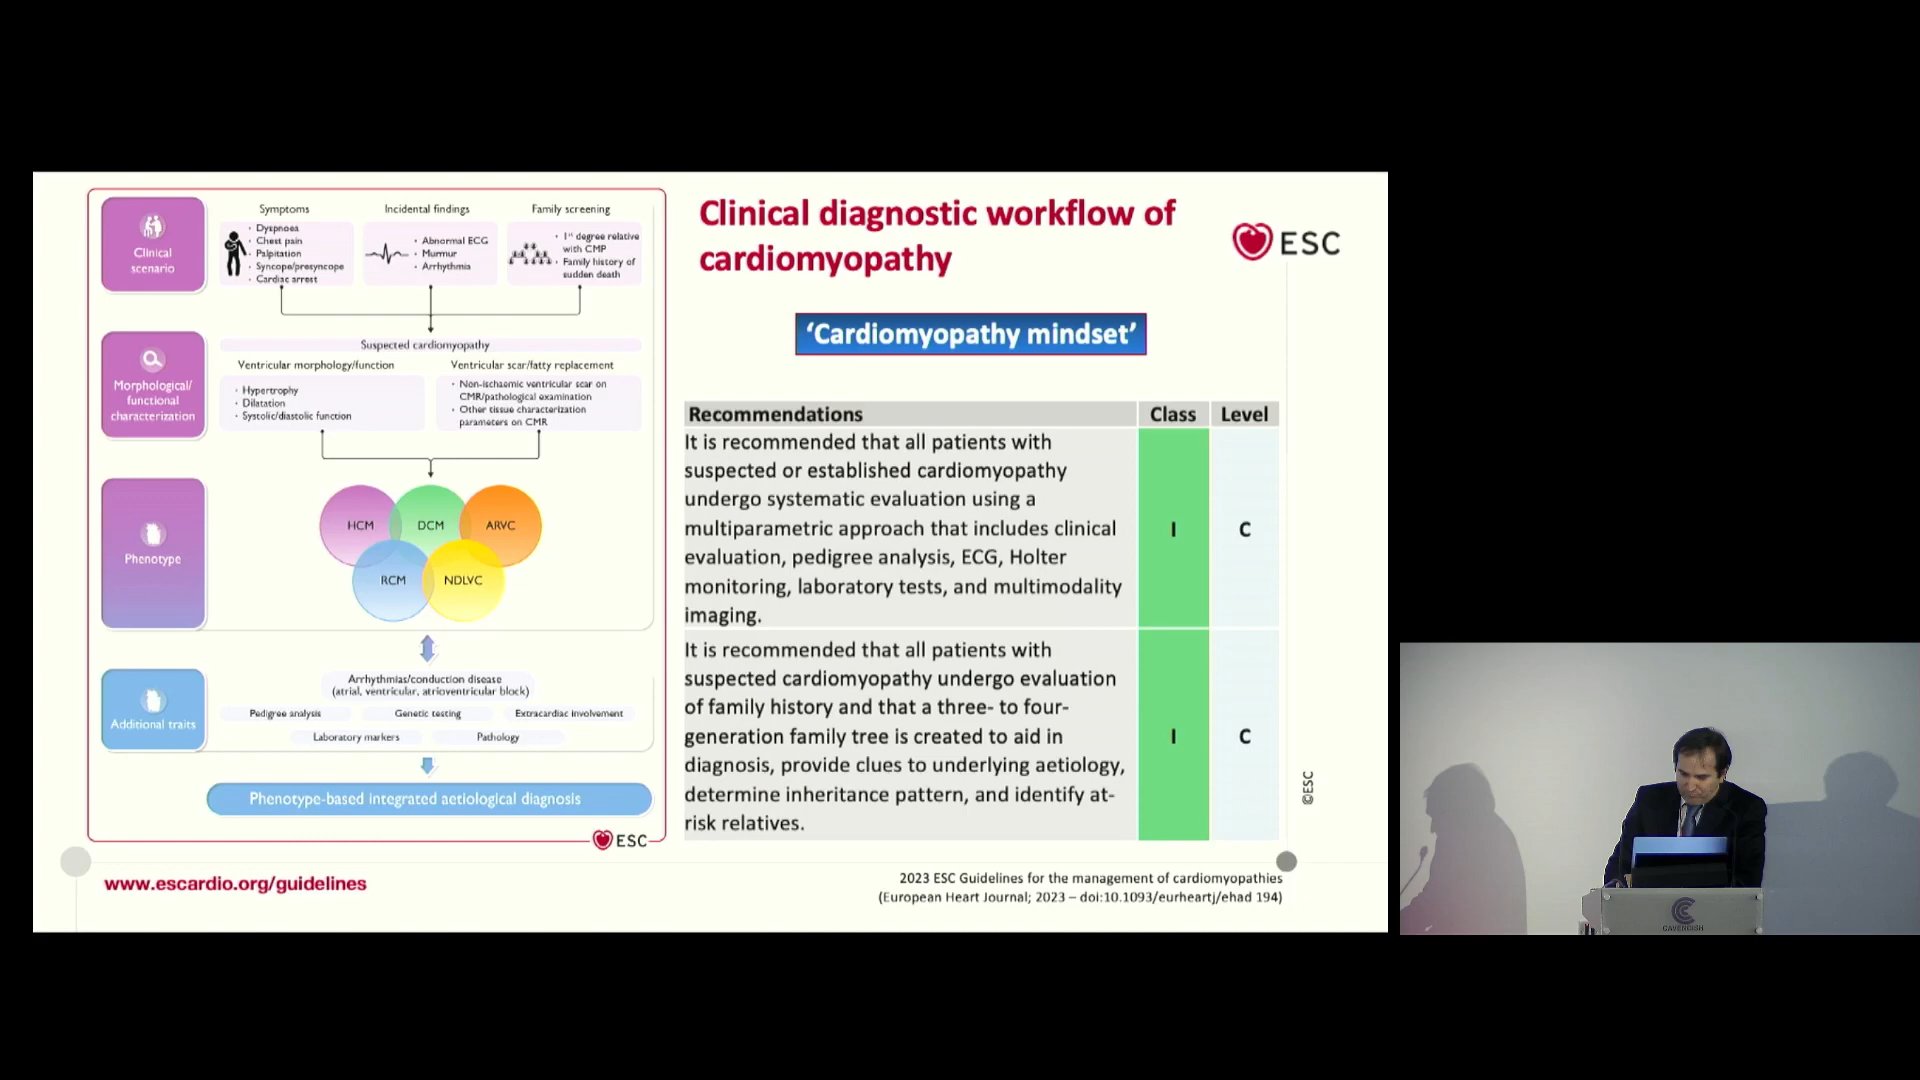 Clinical
scenario
Symptoms
· Dyspnoea
· Chest pain
· Palpitation
· Syncope/presyncope
· Cardiac arrest
Incidental findings
· Abnormal ECG
· Murmur
· Arrhythmia
Family screening
· 1st degree relative
with CMP
· Family history of
sudden death
Morphological/
functional
characterization
Suspected cardiomyopathy
Ventricular morphology/function
· Hypertrophy
· Dilatation
· Systolic/diastolic function
Ventricular scar/fatty replacement
· Non-ischaemic ventricular scar on
CMR/pathological examination
· Other tissue characterization
parameters on CMR
Phenotype
HCM
DCM
ARVC
RCM
NDLVC
Additional traits
Arrhythmias/conduction disease
(atrial, ventricular, atrioventricular block)
Pedigree analysis
Genetic testing
Extracardiac involvement
Laboratory markers
Pathology
Phenotype-based integrated aetiological diagnosis
ESC
www.escardio.org/guidelines
Clinical diagnostic workflow of
cardiomyopathy
ESC
‘Cardiomyopathy mindset’
Recommendations Class Level
It is recommended that all patients with
suspected or established cardiomyopathy
undergo systematic evaluation using a
multiparametric approach that includes clinical
evaluation, pedigree analysis, ECG, Holter
monitoring, laboratory tests, and multimodality
imaging.
I
C
It is recommended that all patients with
suspected cardiomyopathy undergo evaluation
of family history and that a three- to four-
generation family tree is created to aid in
diagnosis, provide clues to underlying aetiology,
determine inheritance pattern, and identify at-
risk relatives.
I
C
©ESC
2023 ESC Guidelines for the management of cardiomyopathies
(European Heart Journal; 2023 – doi:10.1093/eurheartj/ehad 194)
CAVENDISH